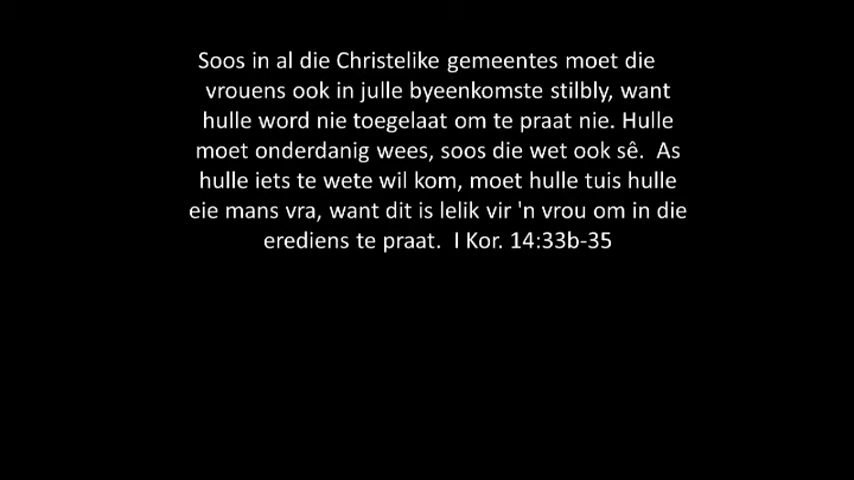 Soos in al die Christelike gemeentes moet die
vrouens ook in julle byeenkomste stilbly, want
hulle word nie toegelaat om te praat nie. Hulle
moet onderdanig wees, soos die wet ook sê.  As
hulle iets te wete wil kom, moet hulle tuis hulle
eie mans vra, want dit is lelik vir 'n vrou om in die
erediens te praat.  I Kor. 14:33b-35